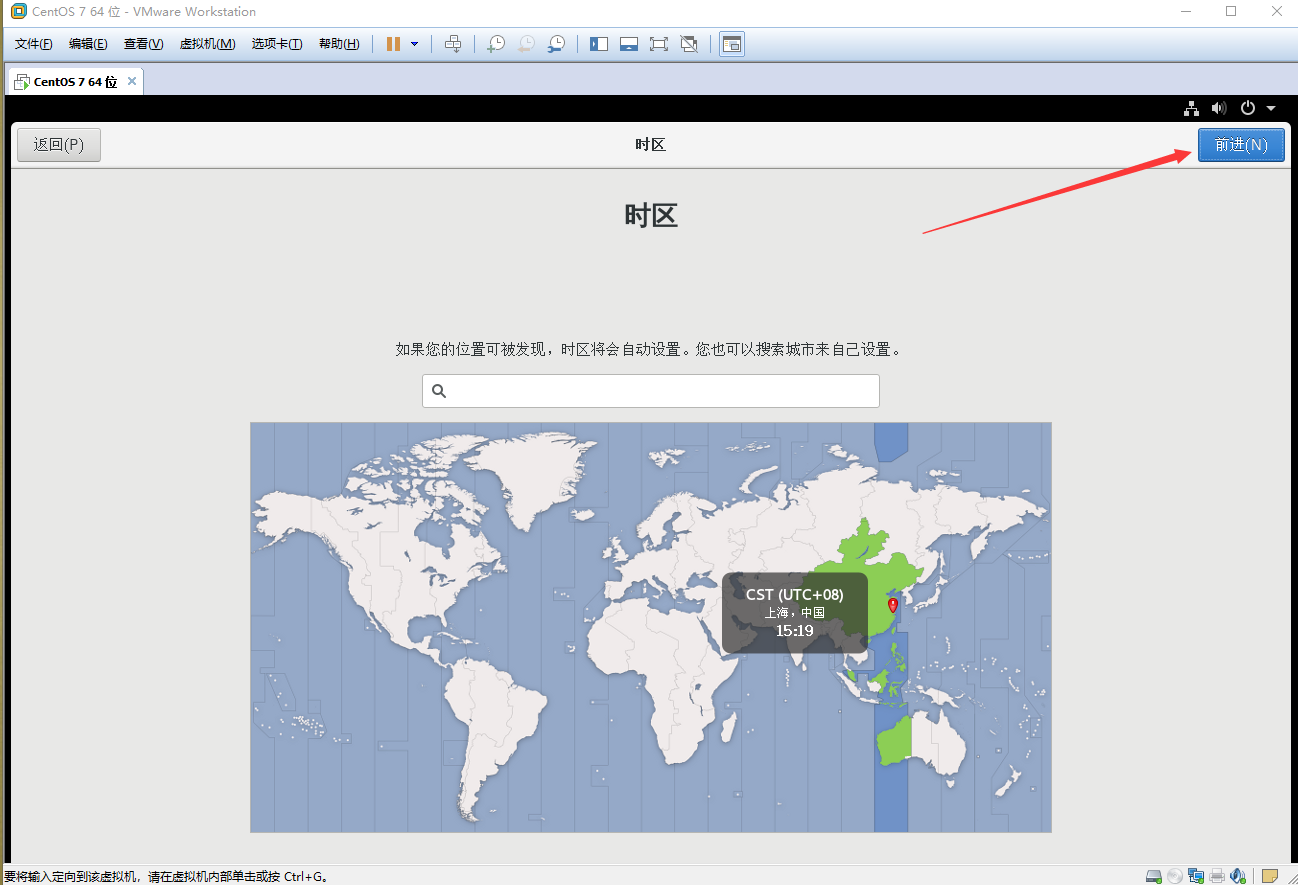 CentOS 7 64 位 - VMware Workstation
文件(F) 编辑(E) 查看(V) 虚拟机(M) 选项卡(T) 帮助(H)
CentOS 7 64 位
返回(P)
时区
前进(N)
时区
如果您的位置可被发现，时区将会自动设置。您也可以搜索城市来自己设置。
CST (UTC+08)
上海，中国
15:19
要将输入定向到该虚拟机，请在虚拟机内部单击或按 Ctrl+G。